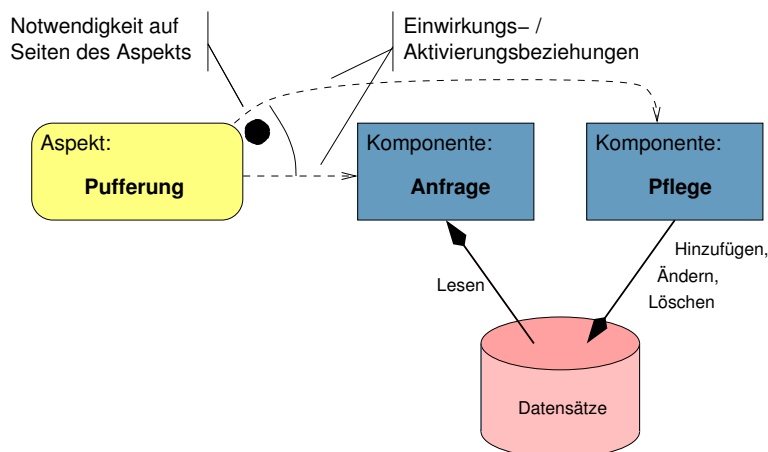 Notwendigkeit auf
Seiten des Aspekts
Einwirkungs− /
Aktivierungsbeziehungen
Aspekt:
Pufferung
Komponente:
Anfrage
Komponente:
Pflege
Lesen
Hinzufügen,
Ändern,
Löschen
Datensätze